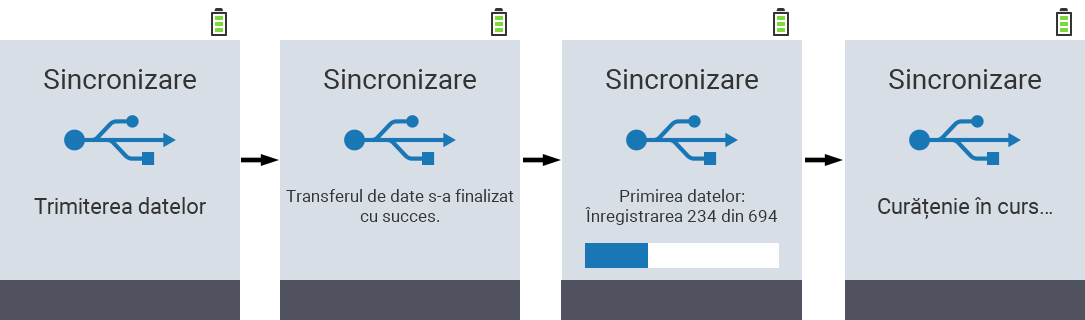 Sincronizare
Trimiterea datelor
Sincronizare
Transferul de date s-a finalizat
cu succes.
Sincronizare
Primirea datelor:
Înregistrarea 234 din 694
Sincronizare
Curățenie în curs...